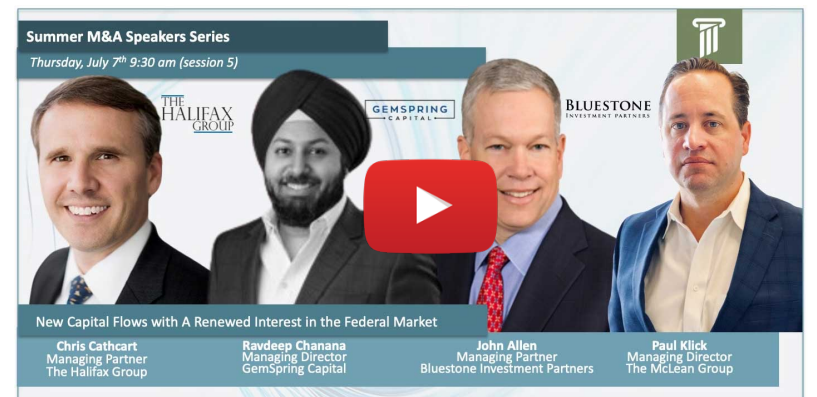 Summer M&A Speakers Series
Thursday, July 7th 9:30 am (session 5)
THE
HALIFAX
GROUP
GEMSPRING
CAPITAL
BLUESTONE
INVESTMENT PARTNERS
New Capital Flows with A Renewed Interest in the Federal Market
Chris Cathcart
Managing Partner
The Halifax Group
Ravdeep Chanana
Managing Director
GemSpring Capital
John Allen
Managing Partner
Bluestone Investment Partners
Paul Klick
Managing Director
The McLean Group